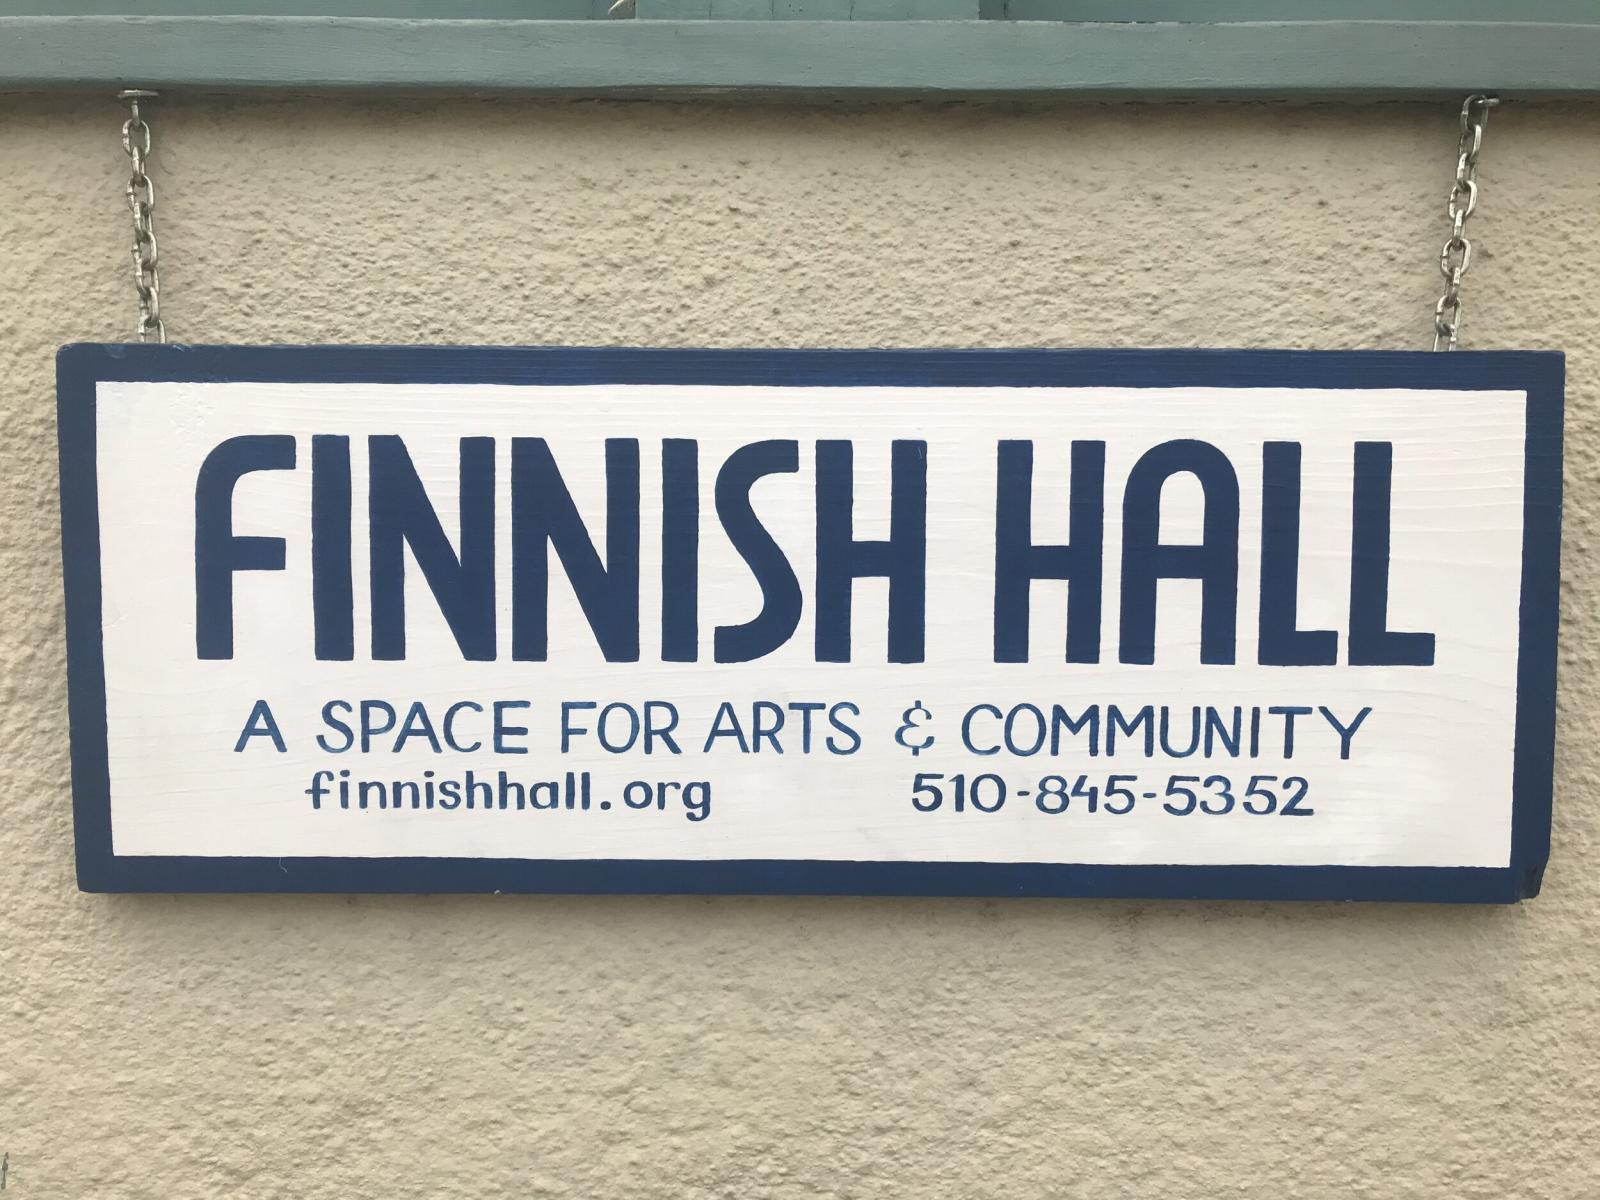 FINNISH HALL
A SPACE FOR ARTS & COMMUNITY
finnishhall.org 510-845-5352